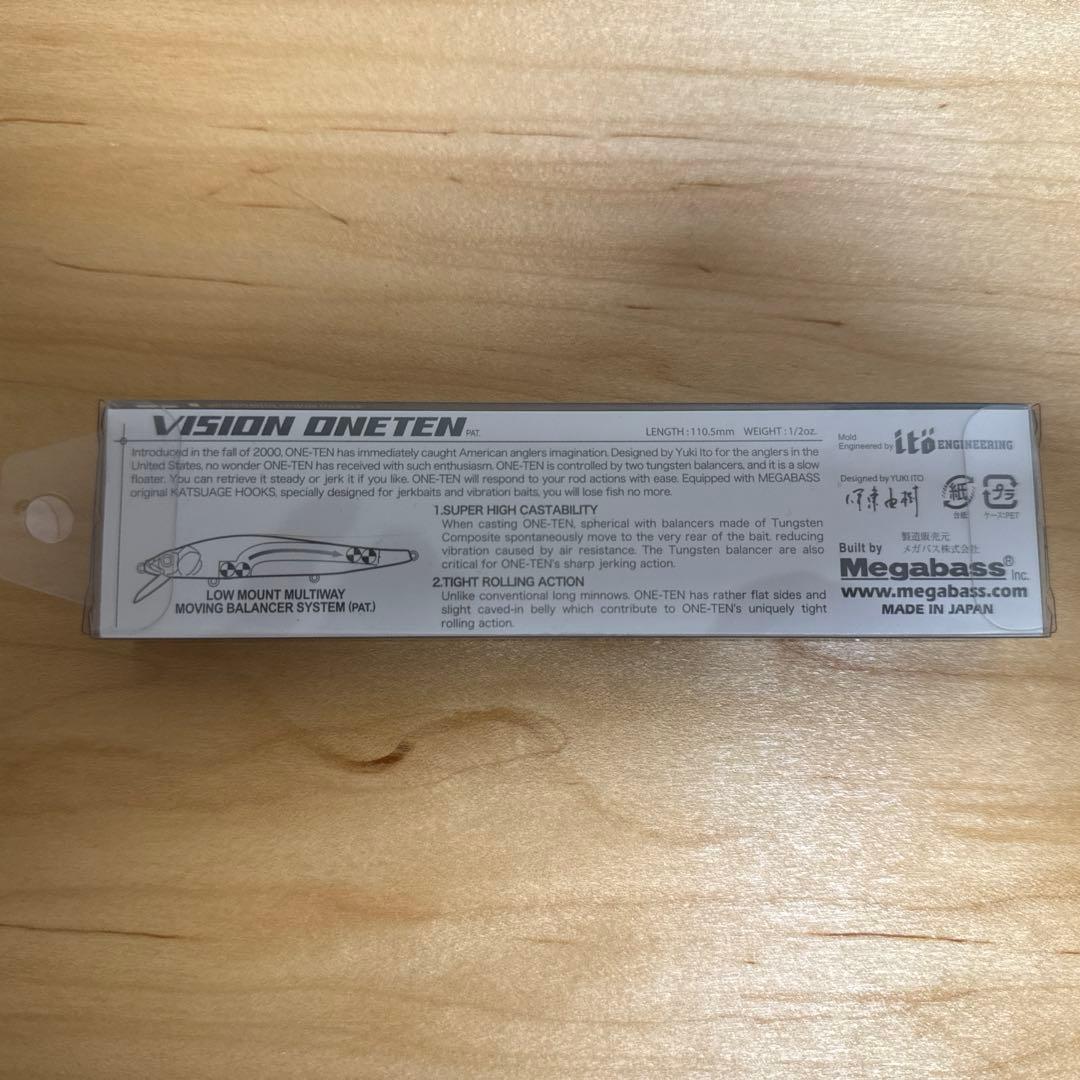 VISION ONETEN PAT.
LENGTH : 110.5mm WEIGHT : 1/2oz.
Introduced in the fall of 2000, ONE-TEN has immediately caught American anglers imagination. Designed by Yuki Ito for the anglers in the
United States, no wonder ONE-TEN has received with such enthusiasm. ONE-TEN is controlled by two tungsten balancers, and it is a slow
floater. You can retrieve it steady or jerk it if you like. ONE-TEN will respond to your rod actions with ease. Equipped with MEGABASS
original KATSUAGE HOOKS, specially designed for jerkbaits and vibration baits, you will lose fish no more.
LOW MOUNT MULTIWAY
MOVING BALANCER SYSTEM (PAT.)
1.SUPER HIGH CASTABILITY
When casting ONE-TEN, spherical with balancers made of Tungsten
Composite spontaneously move to the very rear of the bait. reducing
vibration caused by air resistance. The Tungsten balancer are also
critical for ONE-TEN's sharp jerking action.
2.TIGHT ROLLING ACTION
Unlike conventional long minnows. ONE-TEN has rather flat sides and
slight caved-in belly which contribute to ONE-TEN's uniquely tight
rolling action.
Mold
Engineered by itö ENGINEERING
Designed by YUKI ITO
伊東由樹
紙
台紙
プラ
ケース:PET
製造販売元
Built by メガバス株式会社
Megabass® Inc.
www.megabass.com
MADE IN JAPAN